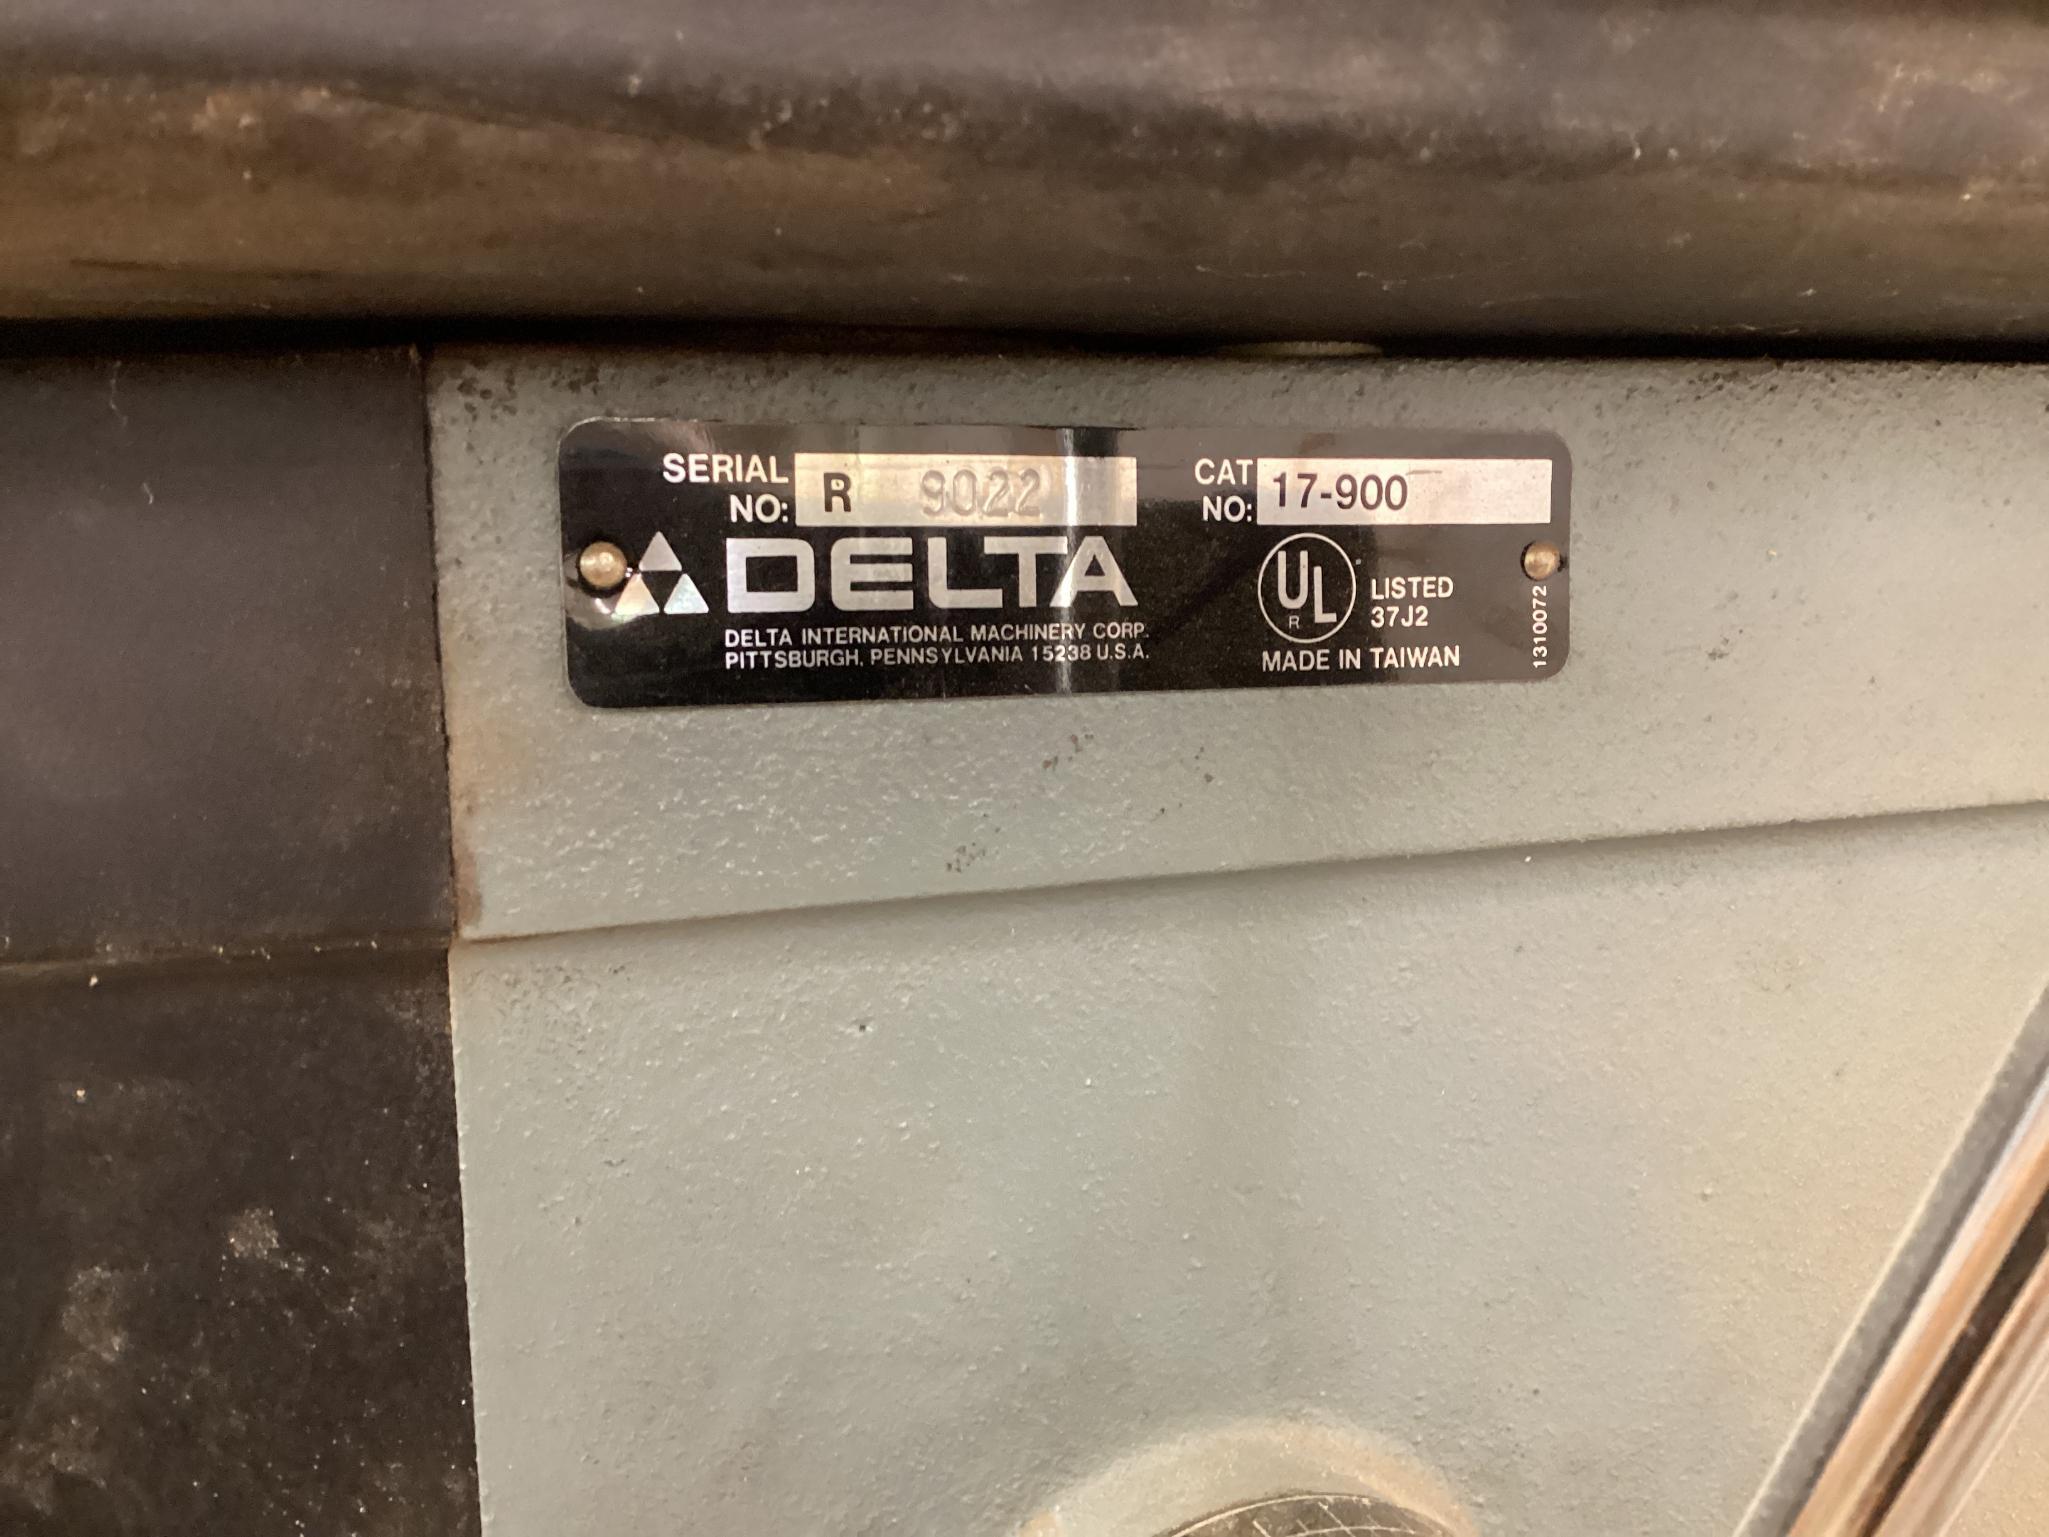 SERIAL NO: R 9022
CAT NO: 17-900
DELTA
DELTA INTERNATIONAL MACHINERY CORP.
PITTSBURGH, PENNSYLVANIA 15238 U.S.A.
UL R LISTED 37J2
MADE IN TAIWAN
1310072